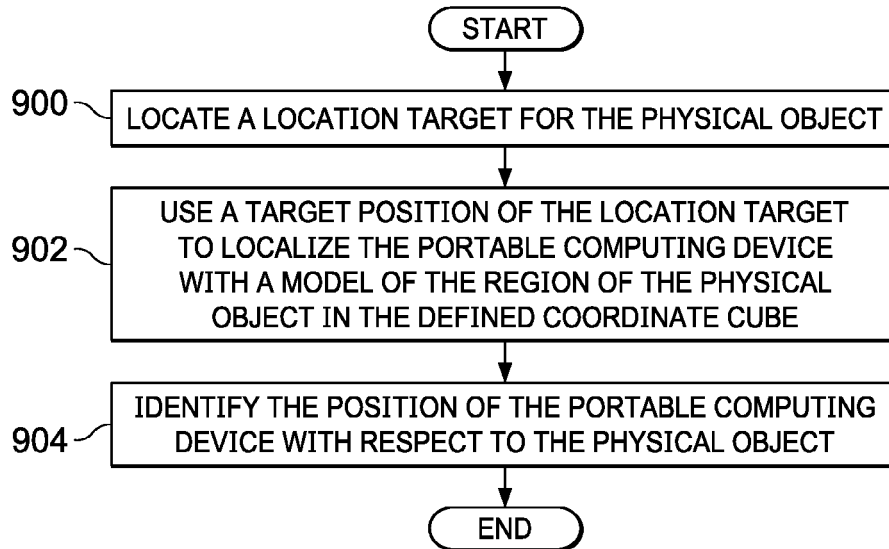 START
900
LOCATE A LOCATION TARGET FOR THE PHYSICAL OBJECT
902
USE A TARGET POSITION OF THE LOCATION TARGET
TO LOCALIZE THE PORTABLE COMPUTING DEVICE
WITH A MODEL OF THE REGION OF THE PHYSICAL
OBJECT IN THE DEFINED COORDINATE CUBE
904
IDENTIFY THE POSITION OF THE PORTABLE COMPUTING
DEVICE WITH RESPECT TO THE PHYSICAL OBJECT
END